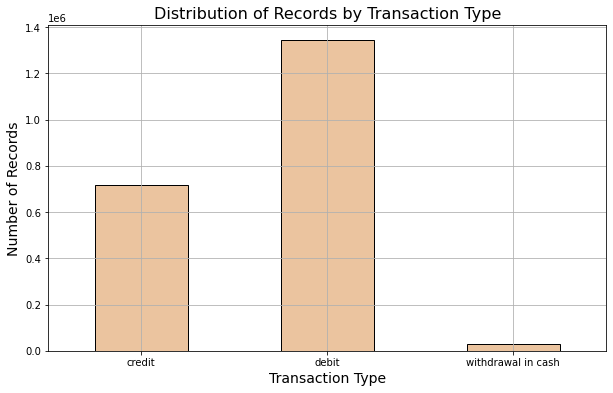 Distribution of Records by Transaction Type
1e6
1.4
1.2
1.0
0.8
0.6
0.4
0.2
0.0
Number of Records
credit
debit
withdrawal in cash
Transaction Type